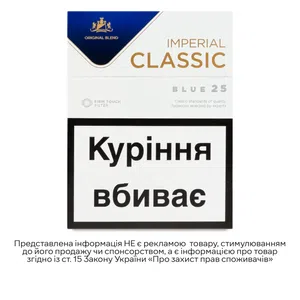 ORIGINAL BLEND
IMPERIAL
CLASSIC
BLUE 25
Куріння
вбиває
Представлена інформація НЕ є рекламою товару, стимулюванням
до його продажу чи спонсорством, а є інформацією про товар
згідно із ст. 15 Закону України «Про захист прав споживачів»